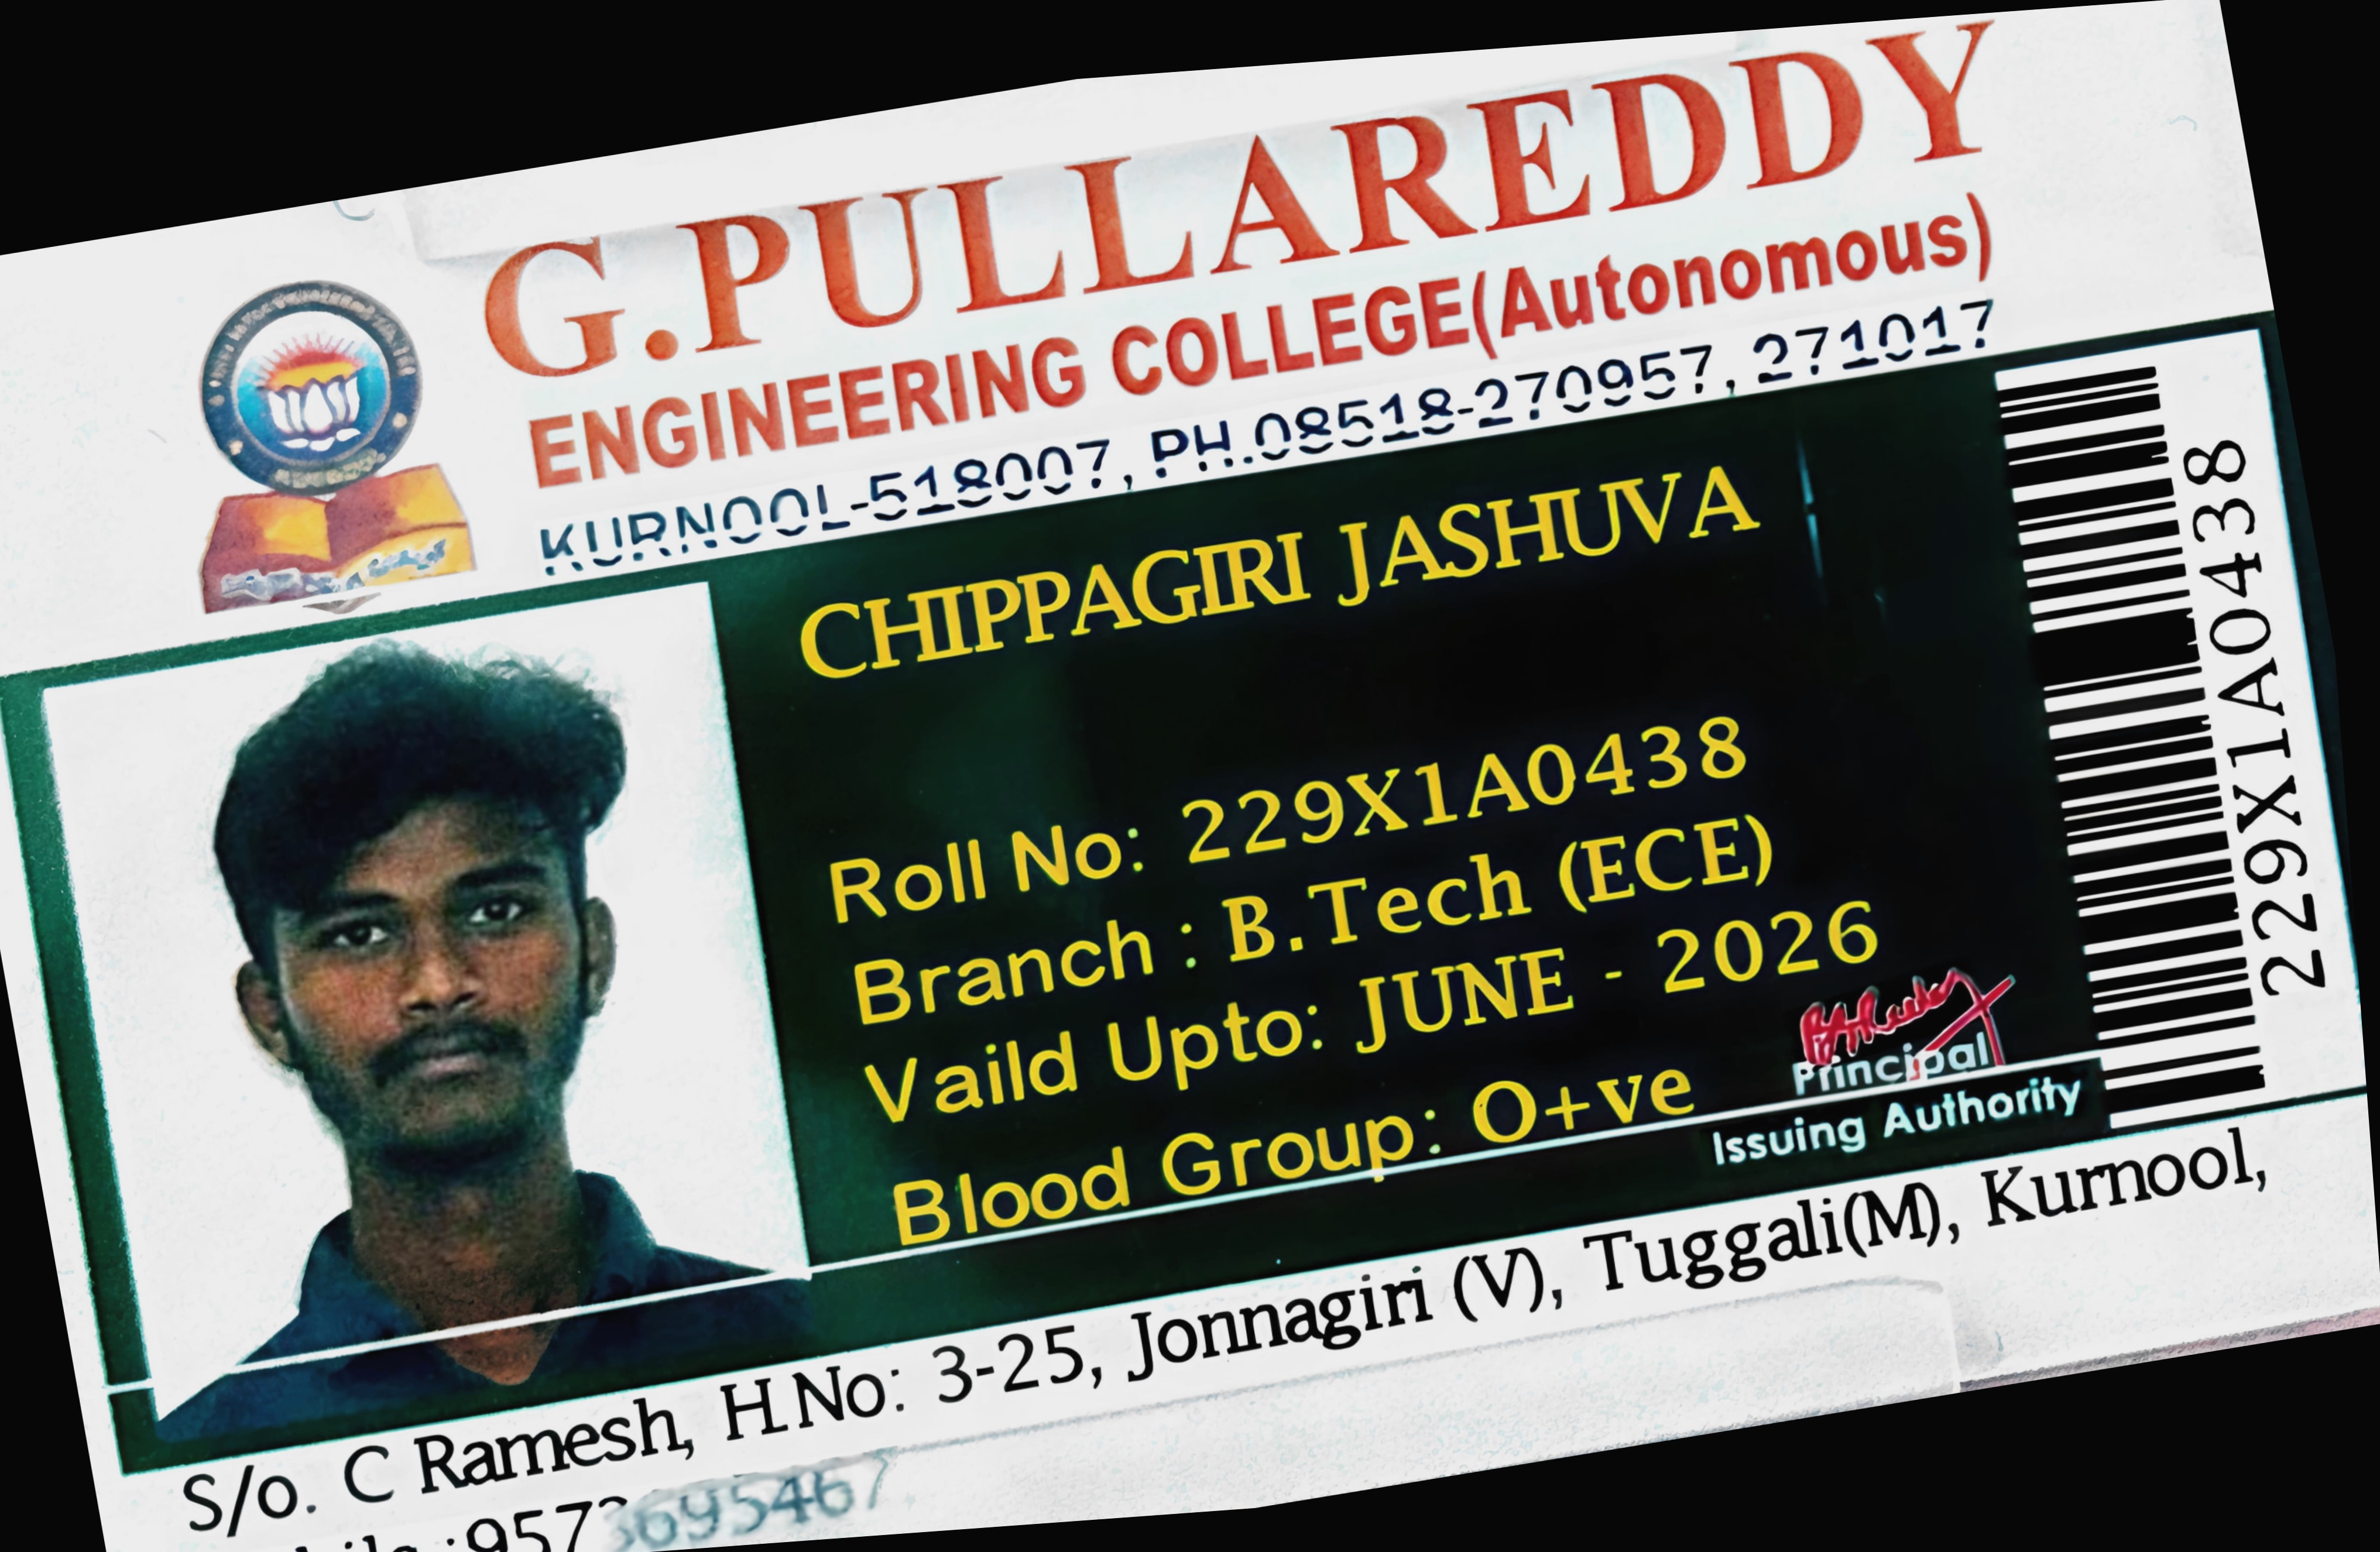 G.PULLAREDDY
ENGINEERING COLLEGE(Autonomous)
KURNOOL-518007, PH.08518-270957, 271017
CHIPPAGIRI JASHUVA
Roll No: 229X1A0438
Branch : B.Tech (ECE)
Vaild Upto: JUNE - 2026
Blood Group: O+ve
Principal
Issuing Authority
229X1A0438
S/o. C Ramesh, H.No: 3-25, Jonnagiri (V), Tuggali(M), Kurnool,